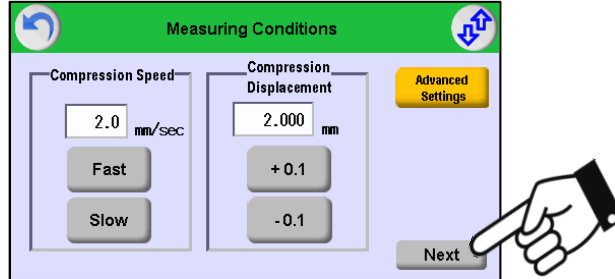 Measuring Conditions
Compression Speed
2.0 mm/sec
Fast
Slow
Compression
Displacement
2.000 mm
+ 0.1
- 0.1
Advanced
Settings
Next